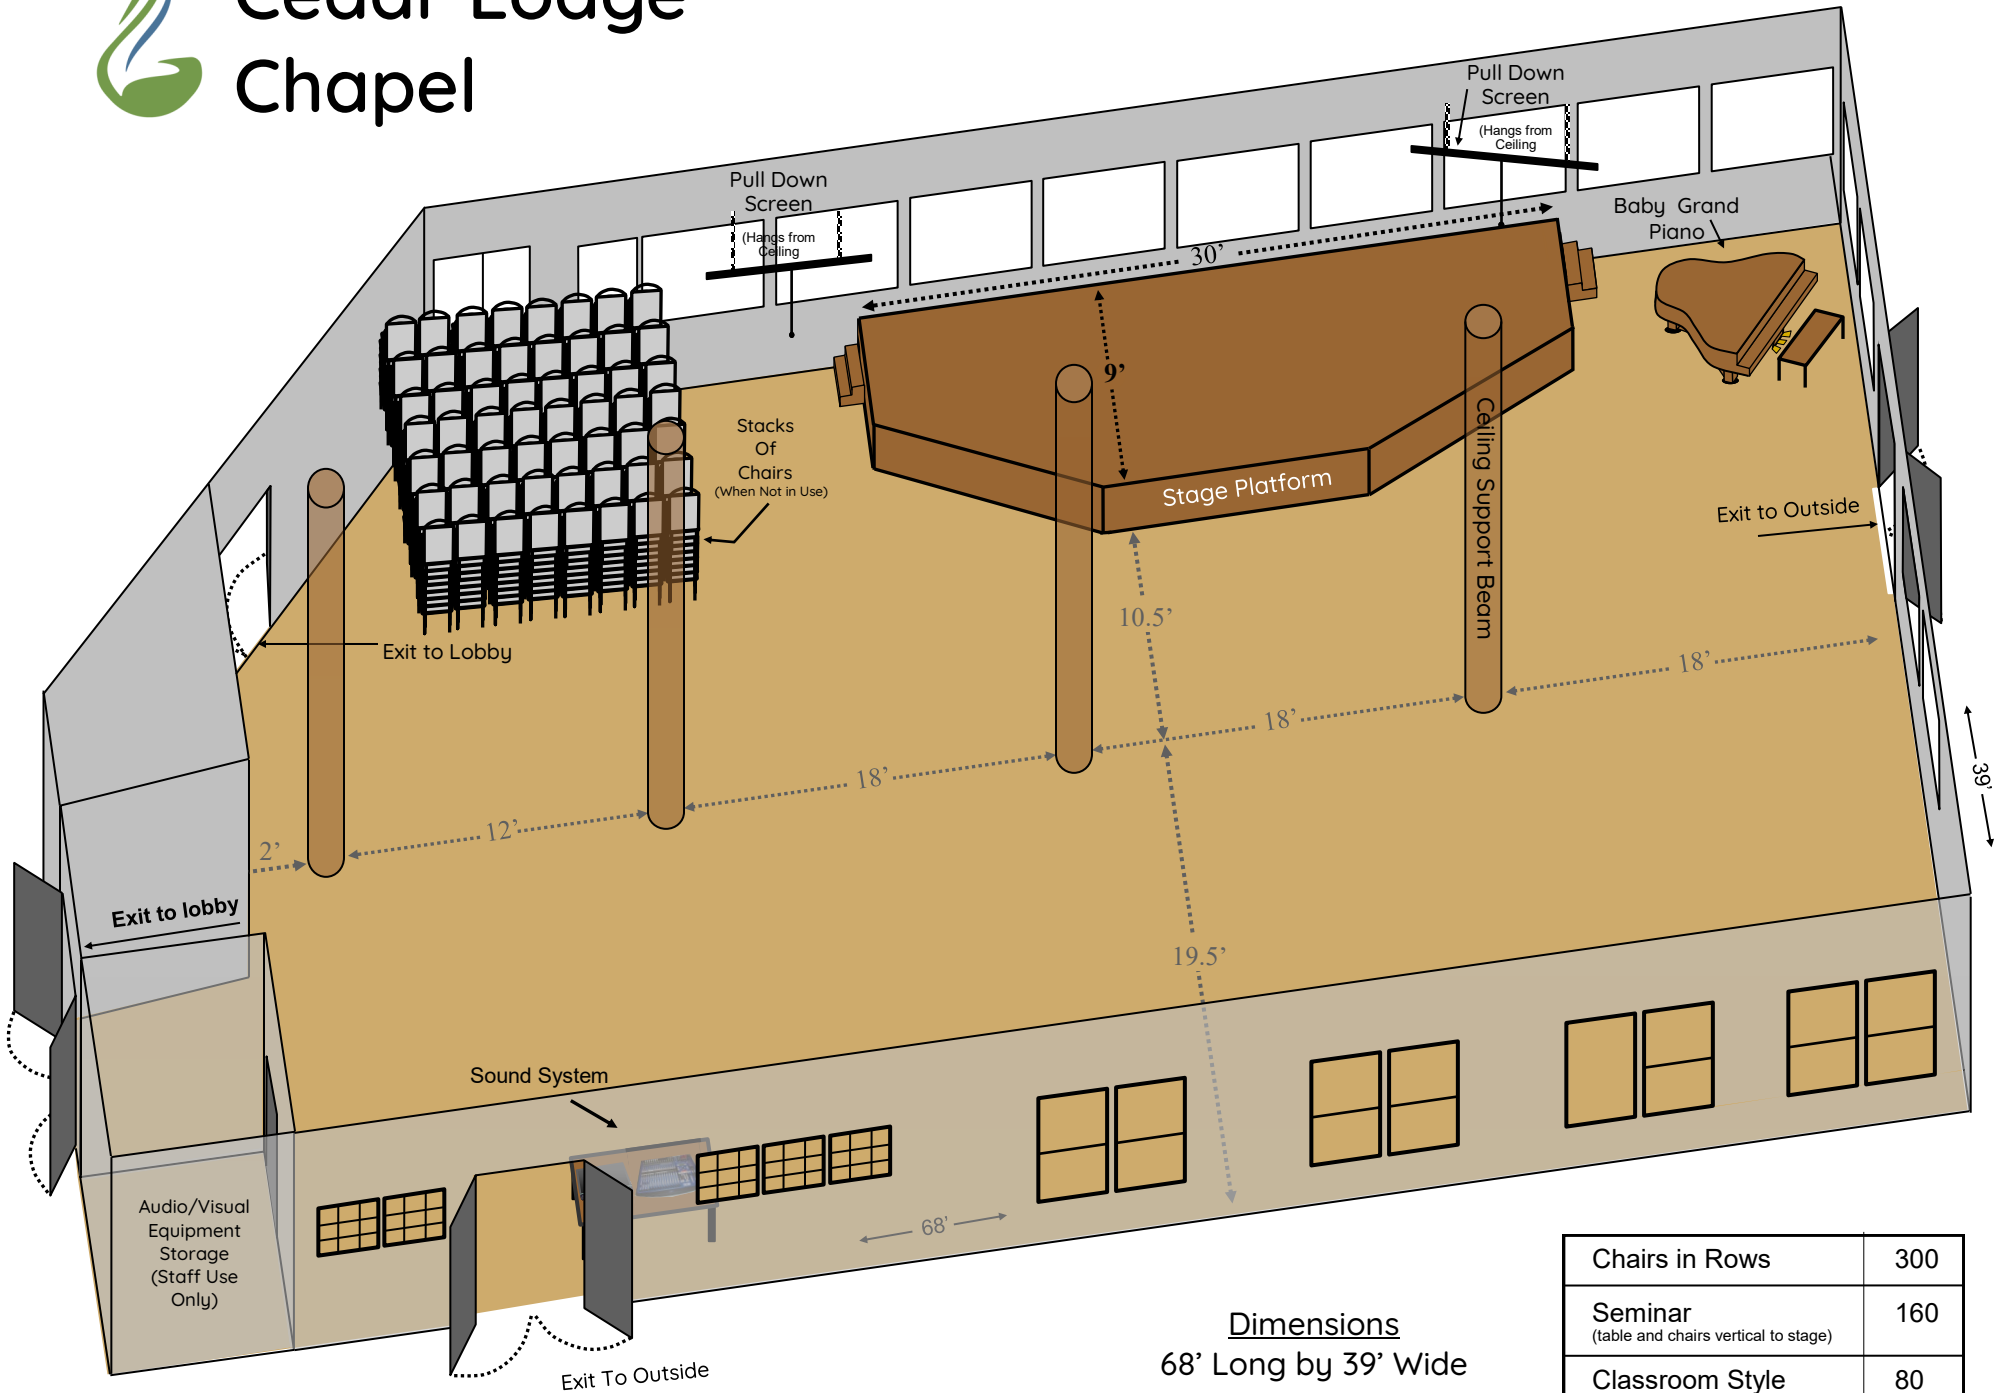 Cedar Lodge
Chapel
Pull Down
Screen
(Hangs from
Ceiling
Pull Down
Screen
(Hangs from
Ceiling
Baby Grand
Piano
30’
9’
Stacks
Of
Chairs
(When Not in Use)
Stage Platform
Ceiling Support Beam
Exit to Outside
Exit to Lobby
10.5’
18’
18’
18’
12’
2’
39’
Exit to lobby
19.5’
Sound System
Audio/Visual
Equipment
Storage
(Staff Use
Only)
68’
Exit To Outside
Dimensions
68’ Long by 39’ Wide
Chairs in Rows 300
Seminar 160
(table and chairs vertical to stage)
Classroom Style 80